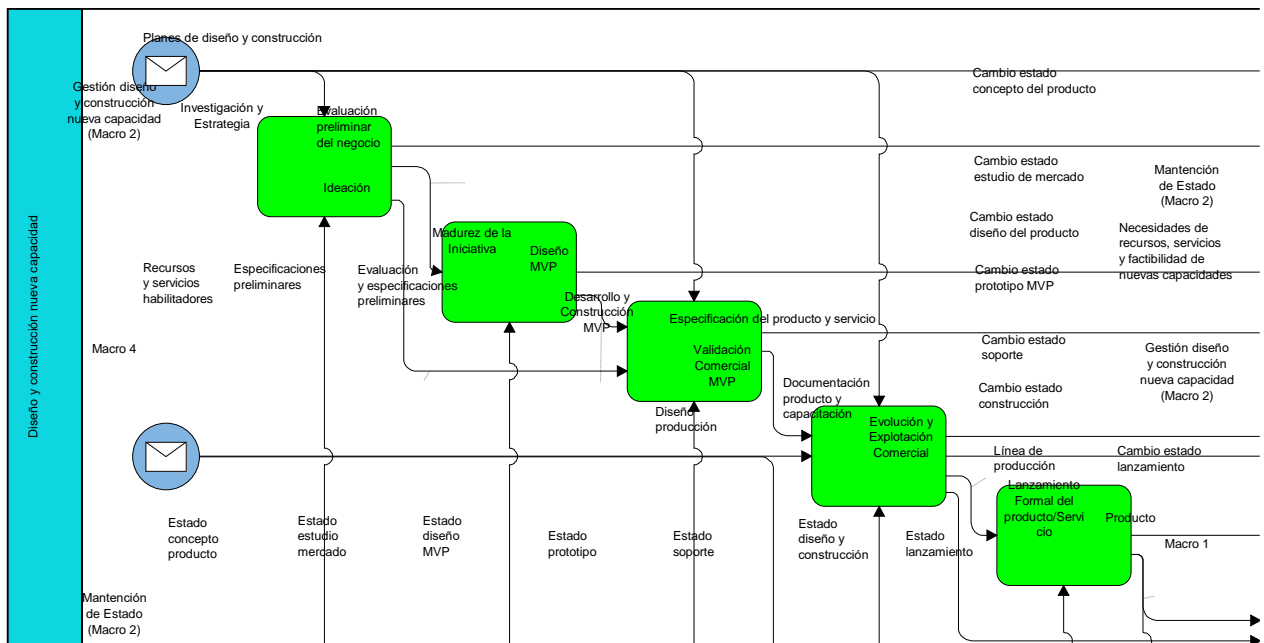 Diseño y construcción nueva capacidad
Planes de diseño y construcción
Gestión diseño
y construcción
nueva capacidad
(Macro 2)
Investigación y
Estrategia
Evaluación
preliminar
del negocio
Ideación
Cambio estado
concepto del producto
Cambio estado
estudio de mercado
Mantención
de Estado
(Macro 2)
Cambio estado
diseño del producto
Necesidades de
recursos, servicios
y factibilidad de
nuevas capacidades
Madurez de la
Iniciativa
Diseño
MVP
Recursos
y servicios
habilitadores
Especificaciones
preliminares
Evaluación
y especificaciones
preliminares
Cambio estado
prototipo MVP
Desarrollo y
Construcción
MVP
Especificación del producto y servicio
Validación
Comercial
MVP
Macro 4
Cambio estado
soporte
Gestión diseño
y construcción
nueva capacidad
(Macro 2)
Cambio estado
construcción
Documentación
producto y
capacitación
Diseño
producción
Evolución y
Explotación
Comercial
Línea de
producción
Cambio estado
lanzamiento
Lanzamiento
Formal del
producto/Servi
cio
Producto
Macro 1
Estado
concepto
producto
Estado
estudio
mercado
Estado
diseño
MVP
Estado
prototipo
Estado
soporte
Estado
diseño y
construcción
Estado
lanzamiento
Mantención
de Estado
(Macro 2)